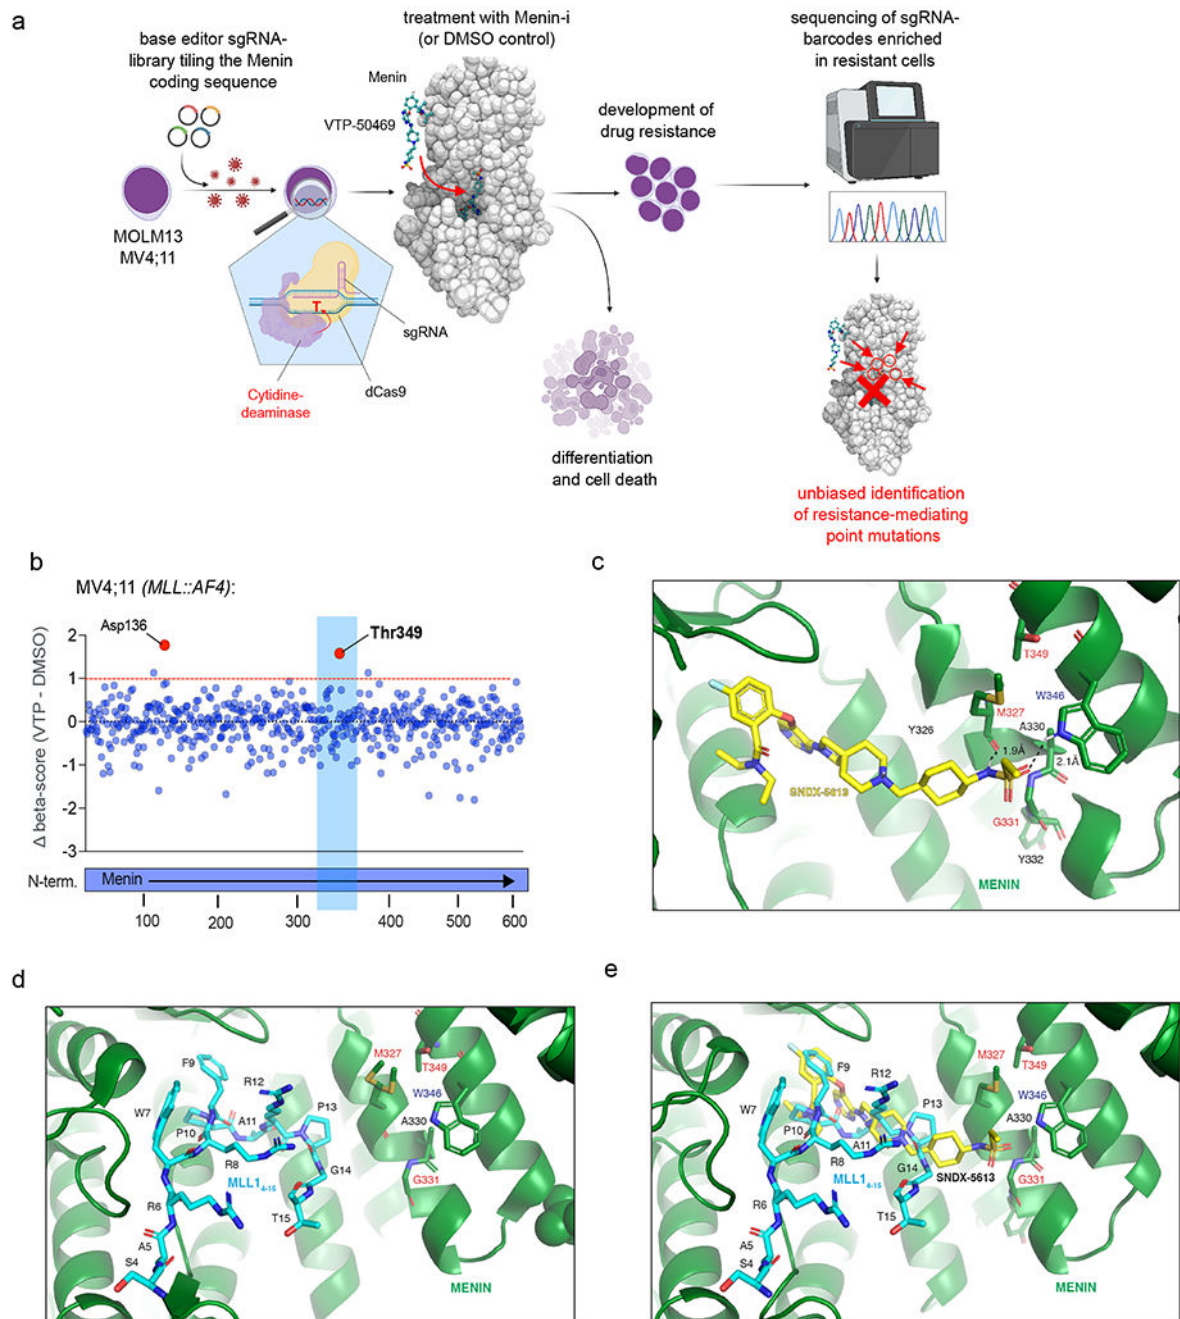 a
base editor sgRNA-
library tiling the Menin
coding sequence
treatment with Menin-i
(or DMSO control)
sequencing of sgRNA-
barcodes enriched
in resistant cells
Menin
VTP-50469
development of
drug resistance
MOLM13
MV4;11
T
sgRNA
Cytidine-
deaminase
dCas9
differentiation
and cell death
unbiased identification
of resistance-mediating
point mutations
b
MV4;11 (MLL::AF4):
Asp136
Thr349
Δ beta-score (VTP - DMSO)
2
1
0
-1
-2
-3
N-term.
Menin
100
200
300
400
500
600
c
T349
M327
W346
Y326
A330
1.9Å
2.1Å
SNDX-5613
G331
Y332
MENIN
d
F9
M327
T349
R12
W7
P13
W346
P10
A11
A330
R8
G14
G331
MLL1₄₋₁₅
R6
T15
A5
S4
MENIN
e
F9
M327
T349
R12
W7
P13
W346
P10
A11
A330
R8
G14
G331
SNDX-5613
MLL1₄₋₁₅
R6
T15
A5
S4
MENIN